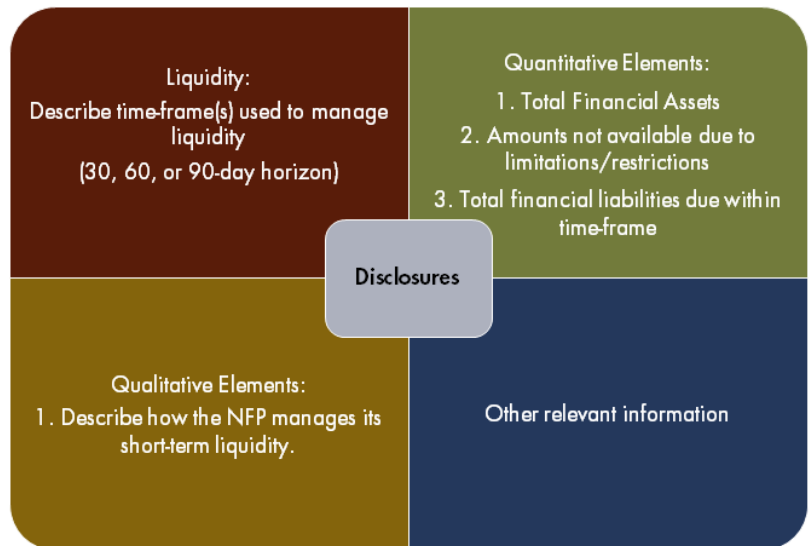 Liquidity:
Describe time-frame(s) used to manage
liquidity
(30, 60, or 90-day horizon)
Quantitative Elements:
1. Total Financial Assets
2. Amounts not available due to
limitations/restrictions
3. Total financial liabilities due within
time-frame
Disclosures
Qualitative Elements:
1. Describe how the NFP manages its
short-term liquidity.
Other relevant information